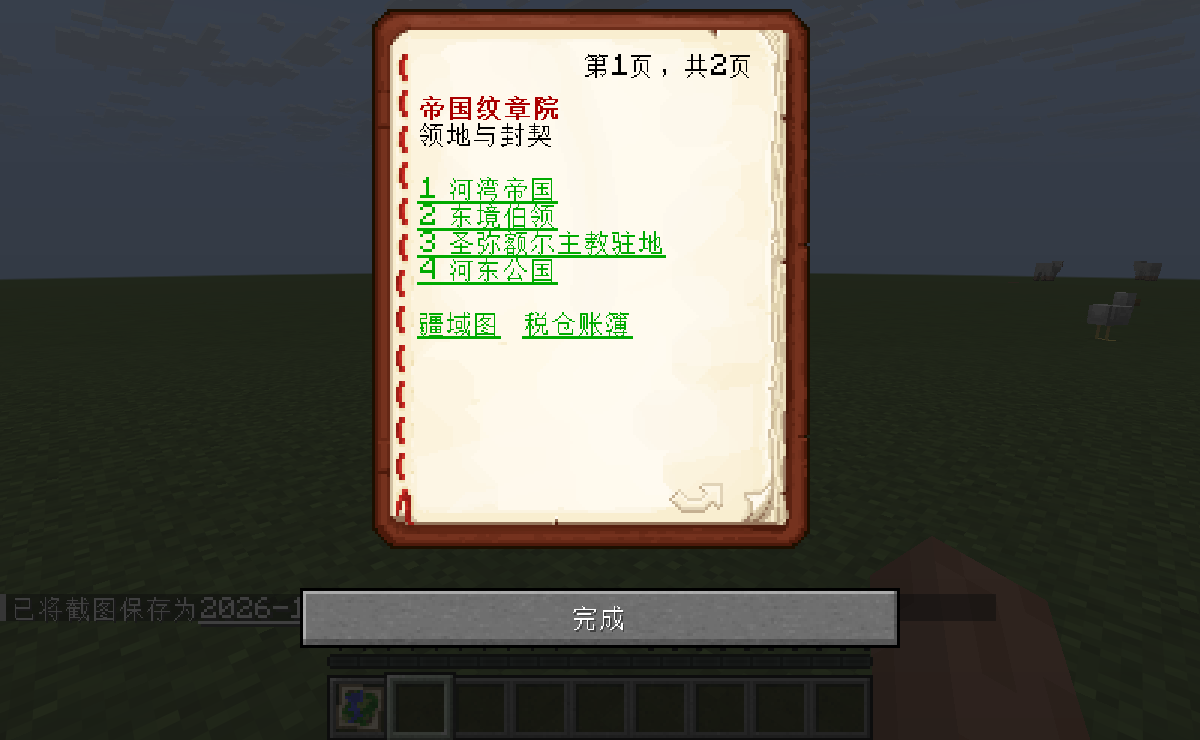 第1页，共2页
帝国纹章院
领地与封契
1 河湾帝国
2 东境伯领
3 圣弥额尔主教驻地
4 河东公国
疆域图 税仓账簿
已将截图保存为2026-1
完成